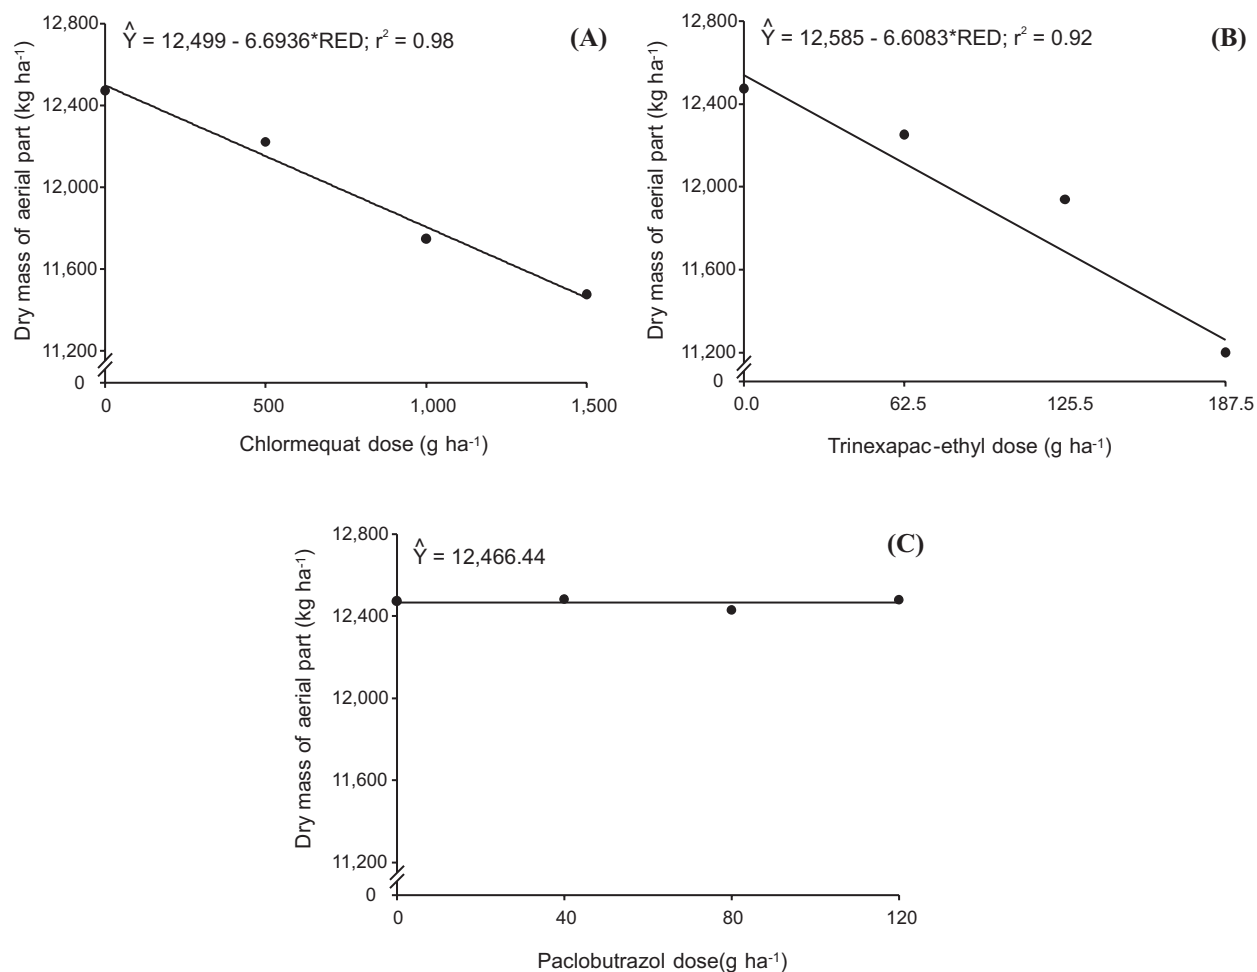 Ŷ = 12,499 - 6.6936*RED; r² = 0.98
(A)
Dry mass of aerial part (kg ha⁻¹)
12,800
12,400
12,000
11,600
11,200
0
0
500
1,000
1,500
Chlormequat dose (g ha⁻¹)
Ŷ = 12,585 - 6.6083*RED; r² = 0.92
(B)
Dry mass of aerial part (kg ha⁻¹)
12,800
12,400
12,000
11,600
11,200
0
0.0
62.5
125.5
187.5
Trinexapac-ethyl dose (g ha⁻¹)
Ŷ = 12,466.44
(C)
Dry mass of aerial part (kg ha⁻¹)
12,800
12,400
12,000
11,600
11,200
0
0
40
80
120
Paclobutrazol dose(g ha⁻¹)